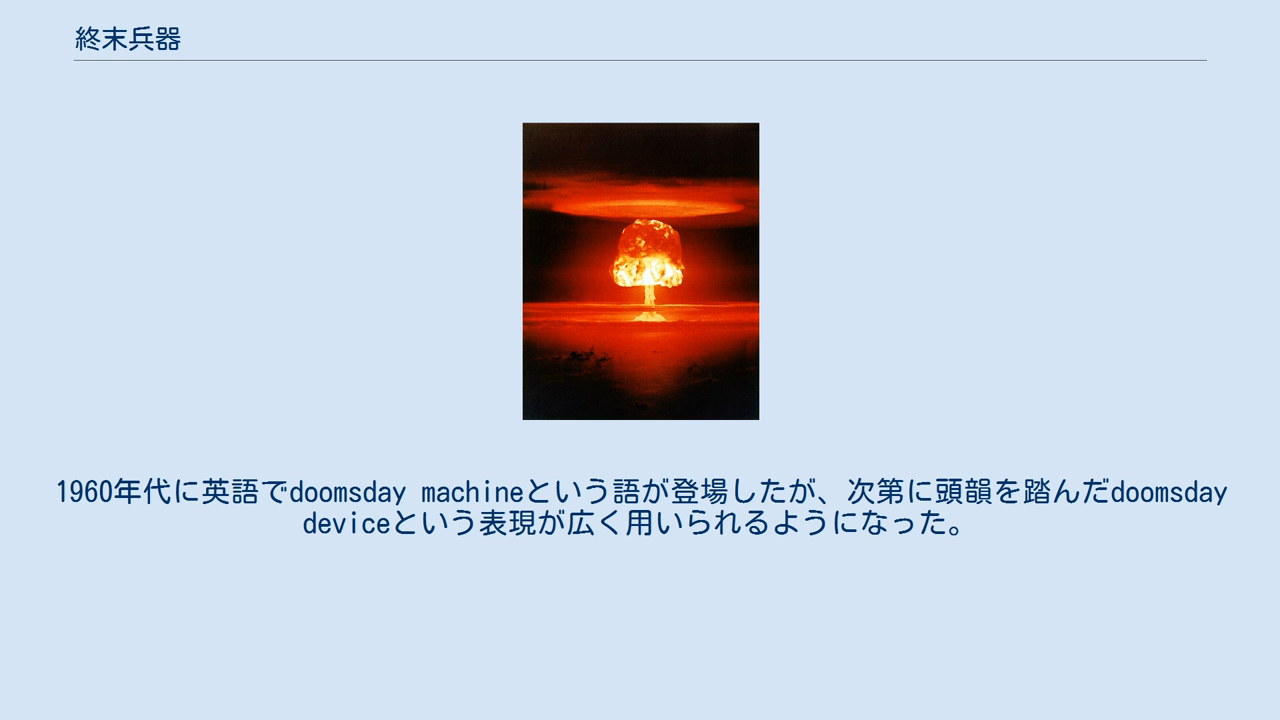 終末兵器
1960年代に英語でdoomsday machineという語が登場したが、次第に頭韻を踏んだdoomsday
deviceという表現が広く用いられるようになった。